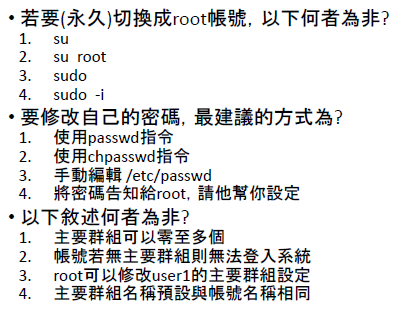 • 若要(永久)切換成root帳號，以下何者為非?
1. su
2. su root
3. sudo
4. sudo -i
• 要修改自己的密碼，最建議的方式為?
1. 使用passwd指令
2. 使用chpasswd指令
3. 手動編輯 /etc/passwd
4. 將密碼告知給root，請他幫你設定
• 以下敘述何者為非?
1. 主要群組可以零至多個
2. 帳號若無主要群組則無法登入系統
3. root可以修改user1的主要群組設定
4. 主要群組名稱預設與帳號名稱相同